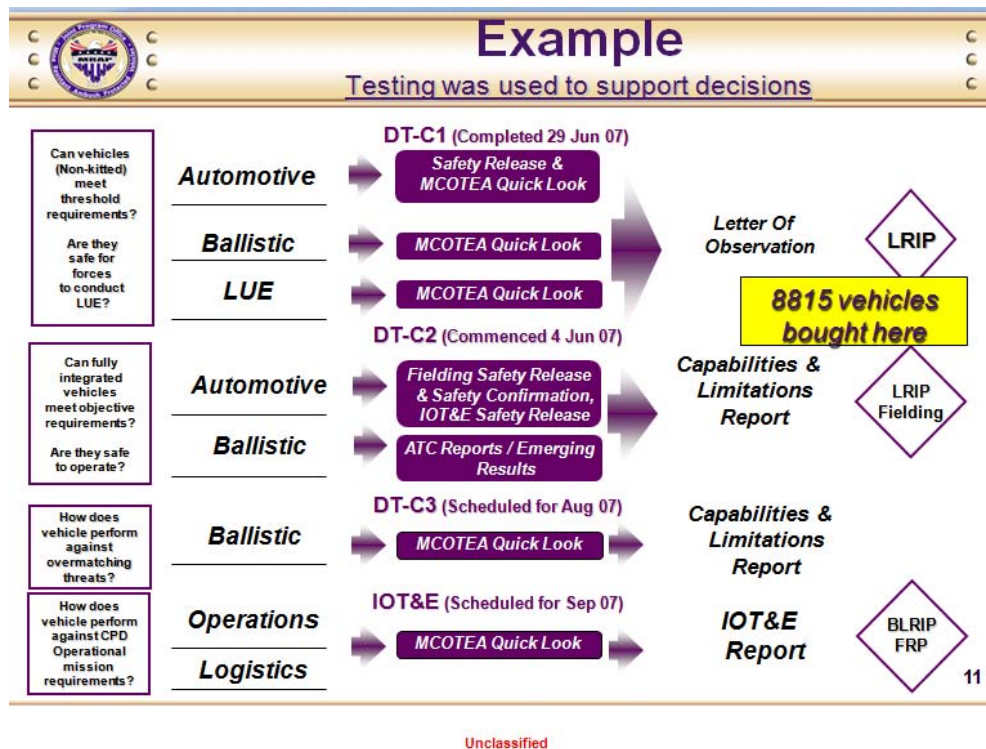 Example
Testing was used to support decisions
MRAP
Can vehicles
(Non-kitted)
meet
threshold
requirements?
Are they
safe for
forces
to conduct
LUE?
Automotive
Ballistic
LUE
DT-C1 (Completed 29 Jun 07)
Safety Release &
MCOTEA Quick Look
MCOTEA Quick Look
MCOTEA Quick Look
Letter Of
Observation
LRIP
8815 vehicles
bought here
Can fully
integrated
vehicles
meet objective
requirements?
Are they safe
to operate?
Automotive
Ballistic
DT-C2 (Commenced 4 Jun 07)
Fielding Safety Release
& Safety Confirmation,
IOT&E Safety Release
ATC Reports / Emerging
Results
Capabilities &
Limitations
Report
LRIP
Fielding
How does
vehicle perform
against
overmatching
threats?
Ballistic
DT-C3 (Scheduled for Aug 07)
MCOTEA Quick Look
Capabilities &
Limitations
Report
How does
vehicle perform
against CPD
Operational
mission
requirements?
Operations
Logistics
IOT&E (Scheduled for Sep 07)
MCOTEA Quick Look
IOT&E
Report
BLRIP
FRP
11
Unclassified